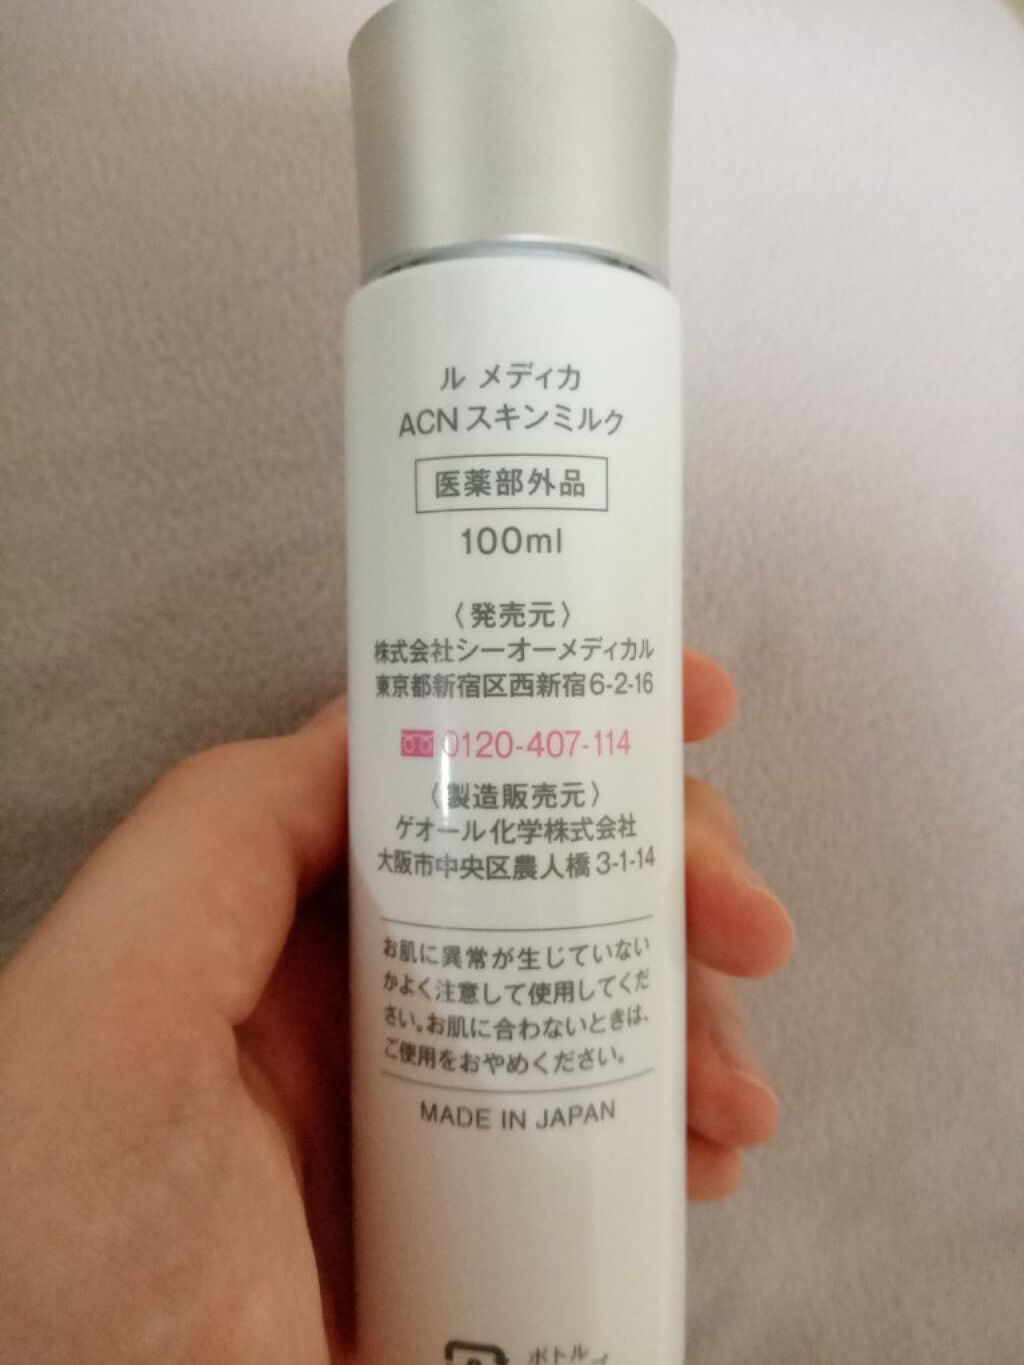 ル メディカ
ACNスキンミルク
医薬部外品
100ml
〈発売元〉
株式会社シーオーメディカル
東京都新宿区西新宿6-2-16
0120-407-114
〈製造販売元〉
ゲオール化学株式会社
大阪市中央区農人橋3-1-14
お肌に異常が生じていない
かよく注意して使用してくだ
さい。お肌に合わないときは、
ご使用をおやめください。
MADE IN JAPAN
ボトル